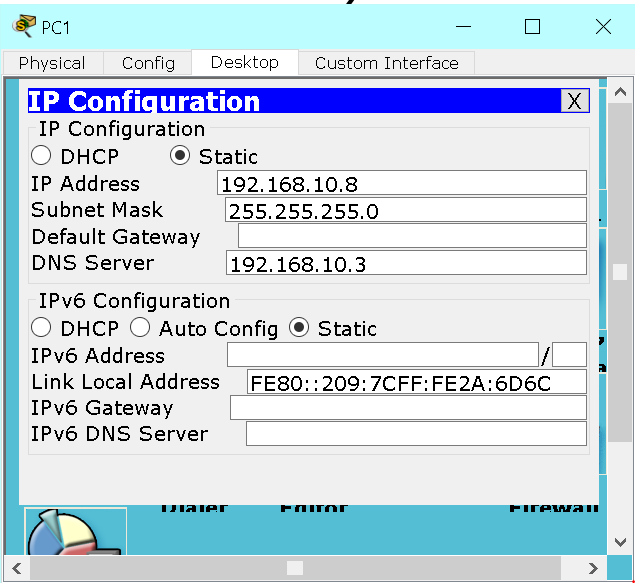 PC1
Physical Config Desktop Custom Interface
IP Configuration X
IP Configuration
DHCP Static
IP Address 192.168.10.8
Subnet Mask 255.255.255.0
Default Gateway
DNS Server 192.168.10.3
IPv6 Configuration
DHCP Auto Config Static
IPv6 Address /
Link Local Address FE80::209:7CFF:FE2A:6D6C
IPv6 Gateway
IPv6 DNS Server
Dialer Editor Firewall